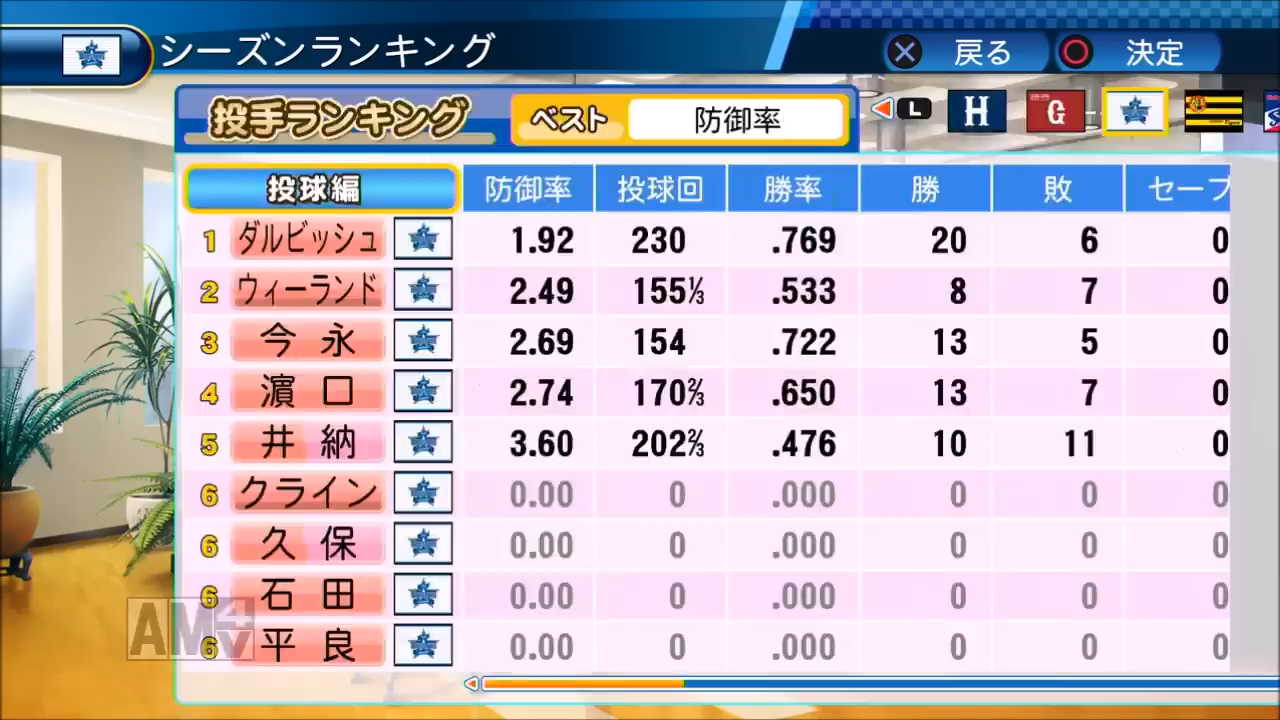 シーズンランキング
戻る 決定
投手ランキング ベスト 防御率
L H G
投球編 防御率 投球回 勝率 勝 敗 セーブ
1 ダルビッシュ 1.92 230 .769 20 6 0
2 ウィーランド 2.49 155⅓ .533 8 7 0
3 今永 2.69 154 .722 13 5 0
4 濵口 2.74 170⅔ .650 13 7 0
5 井納 3.60 202⅔ .476 10 11 0
6 クライン 0.00 0 .000 0 0 0
6 久保 0.00 0 .000 0 0 0
6 石田 0.00 0 .000 0 0 0
6 平良 0.00 0 .000 0 0 0
AM4V